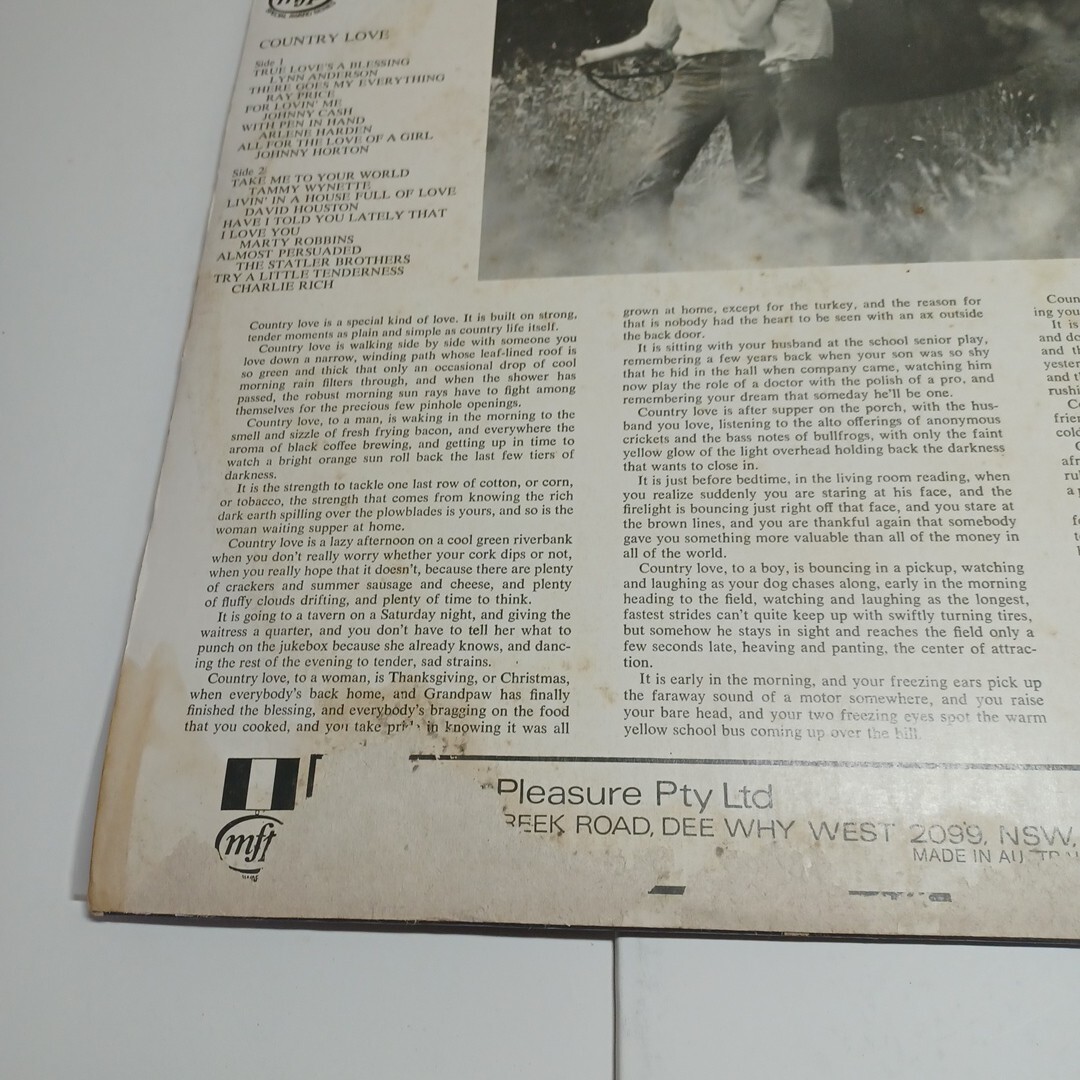 mfp
COUNTRY LOVE
Side 1
TRUE LOVE'S A BLESSING
LYNN ANDERSON
THERE GOES MY EVERYTHING
RAY PRICE
FOR LOVIN' ME
JOHNNY CASH
WITH PEN IN HAND
ARLENE HARDEN
ALL FOR THE LOVE OF A GIRL
JOHNNY HORTON
Side 2
TAKE ME TO YOUR WORLD
TAMMY WYNETTE
LIVIN' IN A HOUSE FULL OF LOVE
DAVID HOUSTON
HAVE I TOLD YOU LATELY THAT
I LOVE YOU
MARTY ROBBINS
ALMOST PERSUADED
THE STATLER BROTHERS
TRY A LITTLE TENDERNESS
CHARLIE RICH
Country love is a special kind of love. It is built on strong,
tender moments as plain and simple as country life itself.
Country love is walking side by side with someone you
love down a narrow, winding path whose leaf-lined roof is
so green and thick that only an occasional drop of cool
morning rain filters through, and when the shower has
passed, the robust morning sun rays have to fight among
themselves for the precious few pinhole openings.
Country love, to a man, is waking in the morning to the
smell and sizzle of fresh frying bacon, and everywhere the
aroma of black coffee brewing, and getting up in time to
watch a bright orange sun roll back the last few tiers of
darkness.
It is the strength to tackle one last row of cotton, or corn,
or tobacco, the strength that comes from knowing the rich
dark earth spilling over the plowblades is yours, and so is the
woman waiting supper at home.
Country love is a lazy afternoon on a cool green riverbank
when you don't really worry whether your cork dips or not,
when you really hope that it doesn't, because there are plenty
of crackers and summer sausage and cheese, and plenty
of fluffy clouds drifting, and plenty of time to think.
It is going to a tavern on a Saturday night, and giving the
waitress a quarter, and you don't have to tell her what to
punch on the jukebox because she already knows, and danc-
ing the rest of the evening to tender, sad strains.
Country love, to a woman, is Thanksgiving, or Christmas,
when everybody's back home, and Grandpaw has finally
finished the blessing, and everybody's bragging on the food
that you cooked, and you take in knowing it was all
grown at home, except for the turkey, and the reason for
that is nobody had the heart to be seen with an ax outside
the back door.
It is sitting with your husband at the school senior play,
remembering a few years back when your son was so shy
that he hid in the hall when company came, watching him
now play the role of a doctor with the polish of a pro, and
remembering your dream that someday he'll be one.
Country love is after supper on the porch, with the hus-
band you love, listening to the alto offerings of anonymous
crickets and the bass notes of bullfrogs, with only the faint
yellow glow of the light overhead holding back the darkness
that wants to close in.
It is just before bedtime, in the living room reading, when
you realize suddenly you are staring at his face, and the
firelight is bouncing just right off that face, and you stare at
the brown lines, and you are thankful again that somebody
gave you something more valuable than all of the money in
all of the world.
Country love, to a boy, is bouncing in a pickup, watching
and laughing as your dog chases along, early in the morning
heading to the field, watching and laughing as the longest,
fastest strides can't quite keep up with swiftly turning tires,
but somehow he stays in sight and reaches the field only a
few seconds late, heaving and panting, the center of attrac-
tion.
It is early in the morning, and your freezing ears pick up
the faraway sound of a motor somewhere, and you raise
your bare head, and your two freezing eyes spot the warm
yellow school bus coming up over the hill.
Coun
ing you
It is
and do
and th
yester
and t
rushi
Co
frien
cold
afr
ru
a
mfp
Pleasure Pty Ltd
REEK ROAD, DEE WHY WEST 2099, NSW,
MADE IN